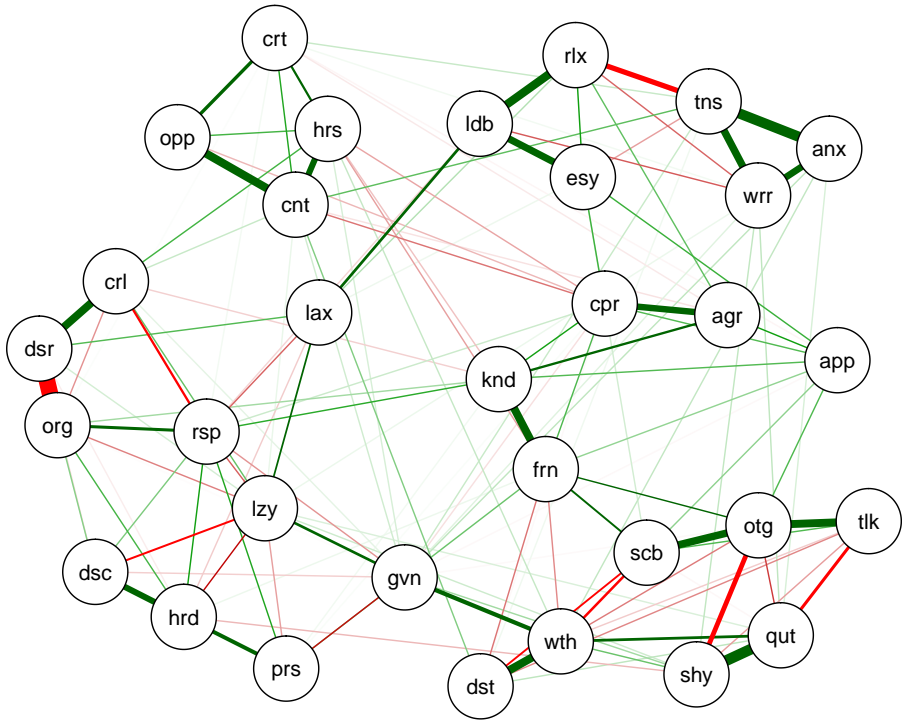 crt
rlx
tns
ldb
hrs
opp
anx
esy
wrr
cnt
crl
cpr
lax
agr
dsr
app
knd
org
rsp
frn
lzy
otg
tlk
scb
dsc
gvn
hrd
qut
wth
prs
shy
dst